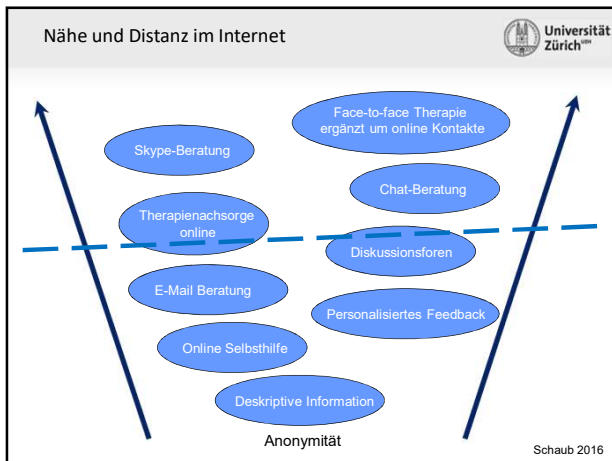 Nähe und Distanz im Internet
Universität
Zürich UZH
Face-to-face Therapie
ergänzt um online Kontakte
Skype-Beratung
Chat-Beratung
Therapienachsorge
online
Diskussionsforen
E-Mail Beratung
Personalisiertes Feedback
Online Selbsthilfe
Deskriptive Information
Anonymität
Schaub 2016